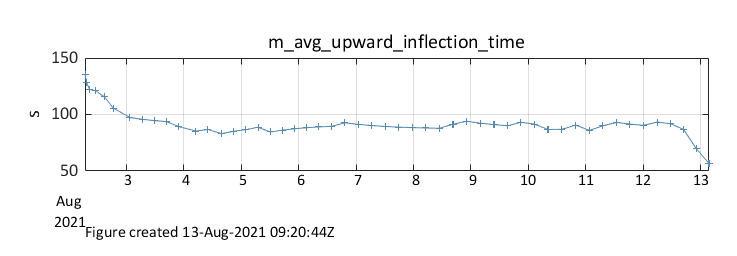 m_avg_upward_inflection_time
150
100
50
s
3 4 5 6 7 8 9 10 11 12 13
Aug
2021
Figure created 13-Aug-2021 09:20:44Z